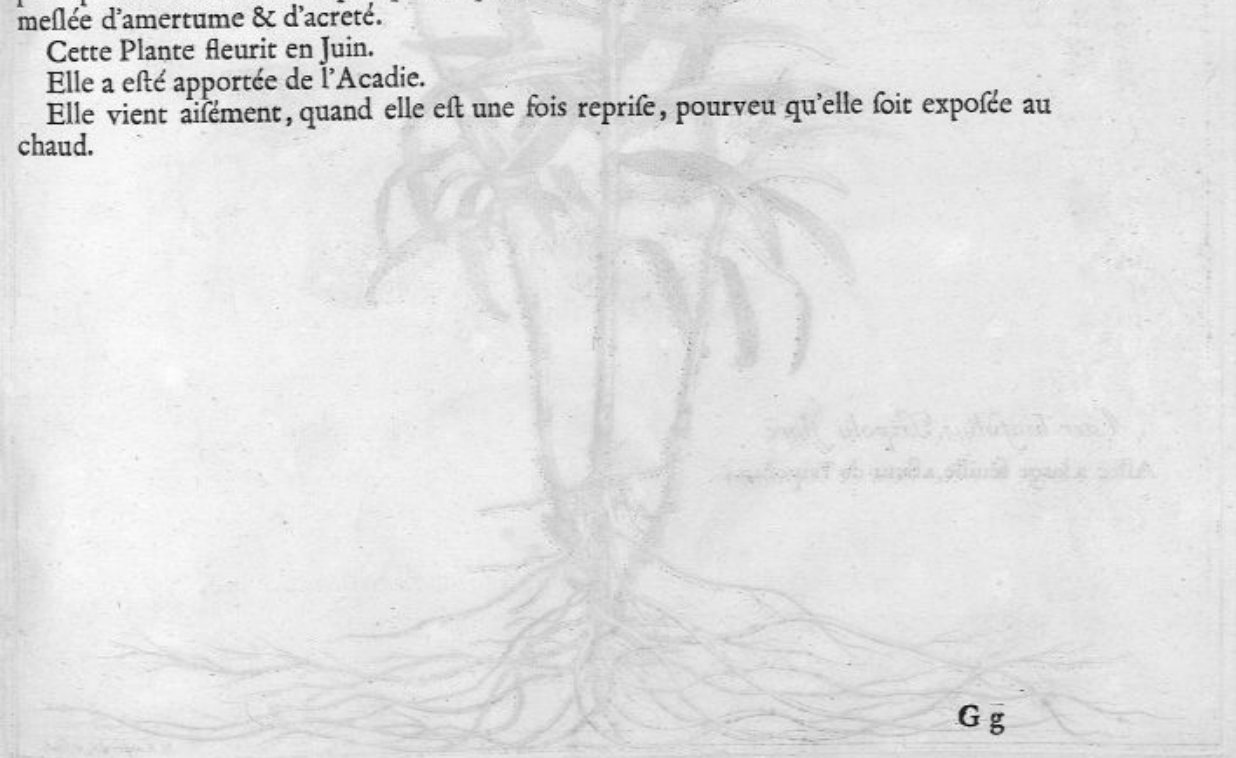 meſlée d'amertume & d'acreté.
Cette Plante fleurit en Juin.
Elle a eſté apportée de l'Acadie.
Elle vient aiſément, quand elle eſt une fois repriſe, pourveu qu'elle ſoit expoſée au
chaud.
G g